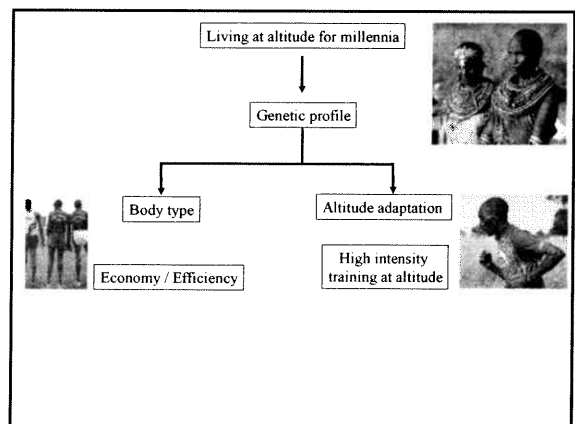 Living at altitude for millennia
Genetic profile
Body type
Altitude adaptation
Economy / Efficiency
High intensity
training at altitude